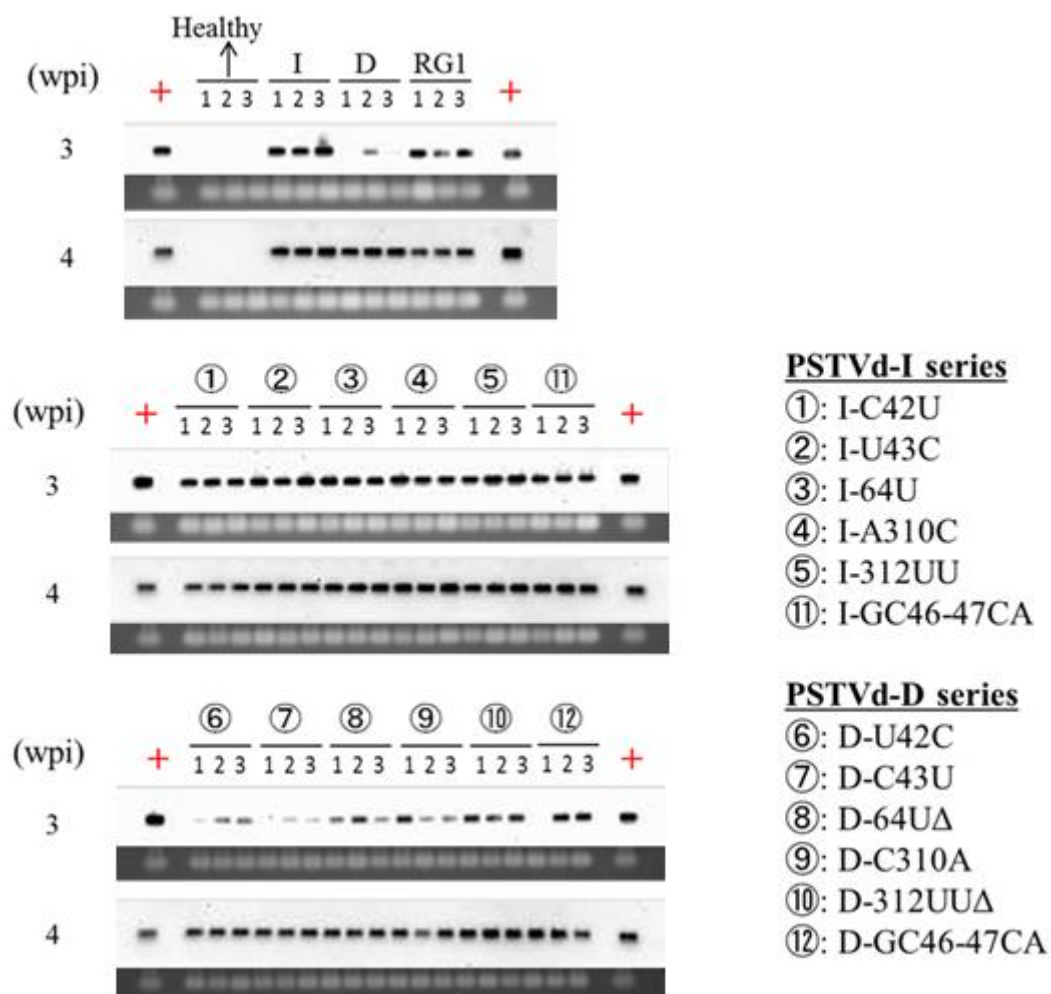 Healthy
(wpi) + I D RG1 +
1 2 3 1 2 3 1 2 3 1 2 3
3
4
① ② ③ ④ ⑤ ⑪
(wpi) + +
1 2 3 1 2 3 1 2 3 1 2 3 1 2 3 1 2 3
3
4
PSTVd-I series
①: I-C42U
②: I-U43C
③: I-64U
④: I-A310C
⑤: I-312UU
⑪: I-GC46-47CA
⑥ ⑦ ⑧ ⑨ ⑩ ⑫
(wpi) + +
1 2 3 1 2 3 1 2 3 1 2 3 1 2 3 1 2 3
3
4
PSTVd-D series
⑥: D-U42C
⑦: D-C43U
⑧: D-64UΔ
⑨: D-C310A
⑩: D-312UUΔ
⑫: D-GC46-47CA